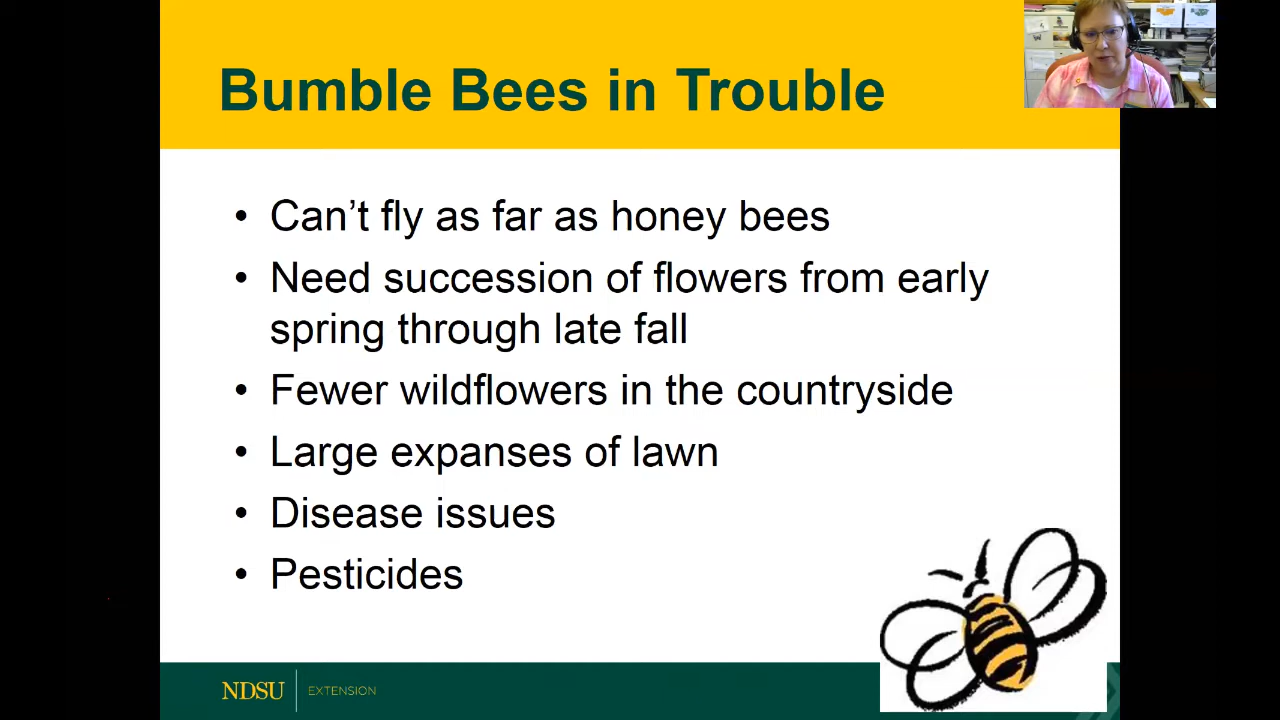 Bumble Bees in Trouble
• Can’t fly as far as honey bees
• Need succession of flowers from early
spring through late fall
• Fewer wildflowers in the countryside
• Large expanses of lawn
• Disease issues
• Pesticides
NDSU EXTENSION